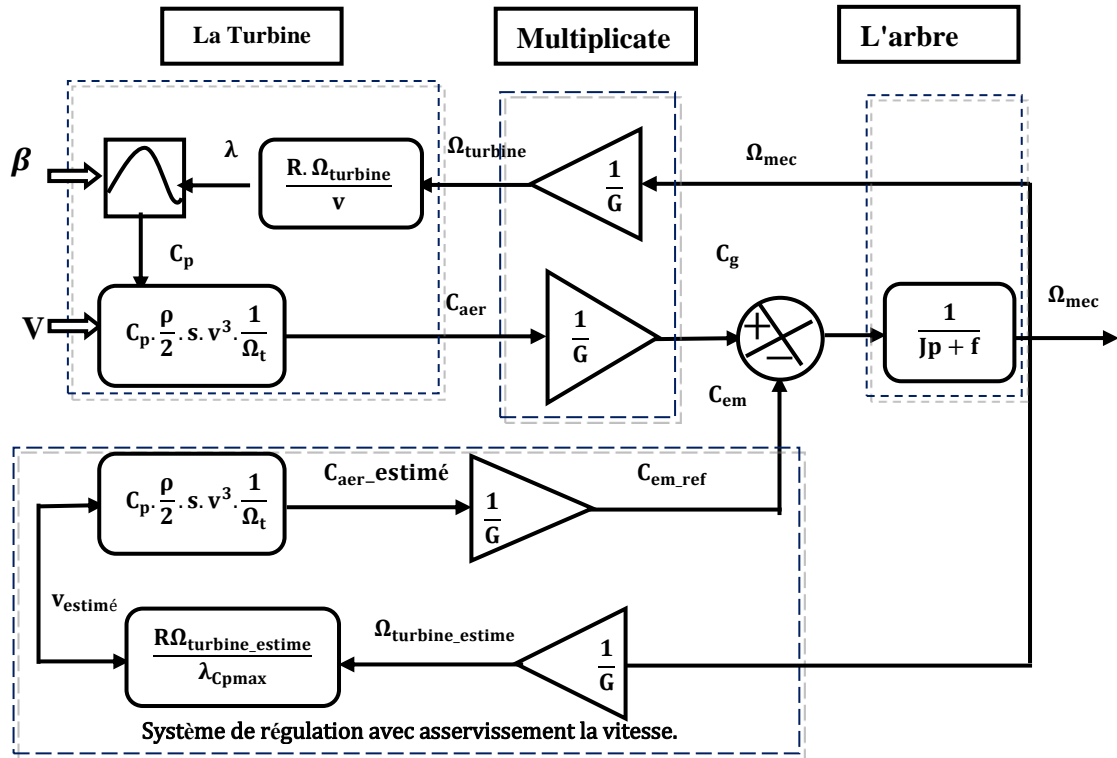 La Turbine
Multiplicate
L'arbre
β
λ
R. Ω_turbine / v
Ω_turbine
1/G
Ω_mec
C_p
V
C_p. ρ/2 .s.v³. 1/Ω_t
C_aer
1/G
C_g
+
−
C_em
1 / Jp + f
Ω_mec
C_p. ρ/2 .s.v³. 1/Ω_t
C_aer_estimé
1/G
C_em_ref
v_estimé
RΩ_turbine_estime / λ_Cpmax
Ω_turbine_estime
1/G
Système de régulation avec asservissement la vitesse.